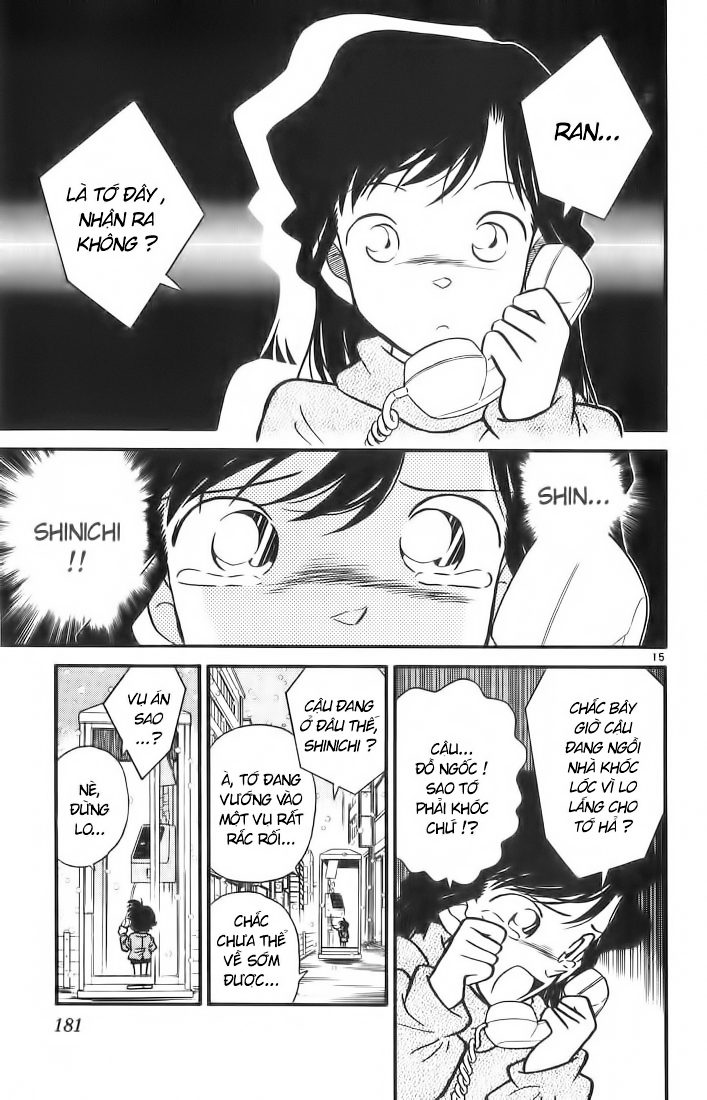 RAN...
LÀ TỚ ĐÂY,
NHẬN RA
KHÔNG ?
SHIN...
SHINICHI
!!
15
CHẮC BÂY
GIỜ CẬU
ĐANG NGỒI
NHÀ KHÓC
LÓC VÌ LO
LẮNG CHO
TỚ HẢ ?
CẬU...
ĐỒ NGỐC !
SAO TỚ
PHẢI KHÓC
CHỨ !?
CẬU ĐANG
Ở ĐÂU THẾ,
SHINICHI ?
À, TỚ ĐANG
VƯỚNG VÀO
MỘT VỤ RẤT
RẮC RỐI...
CHẮC
CHƯA THỂ
VỀ SỚM
ĐƯỢC...
VỤ ÁN
SAO
...?
NÈ,
ĐỪNG
LO...
181